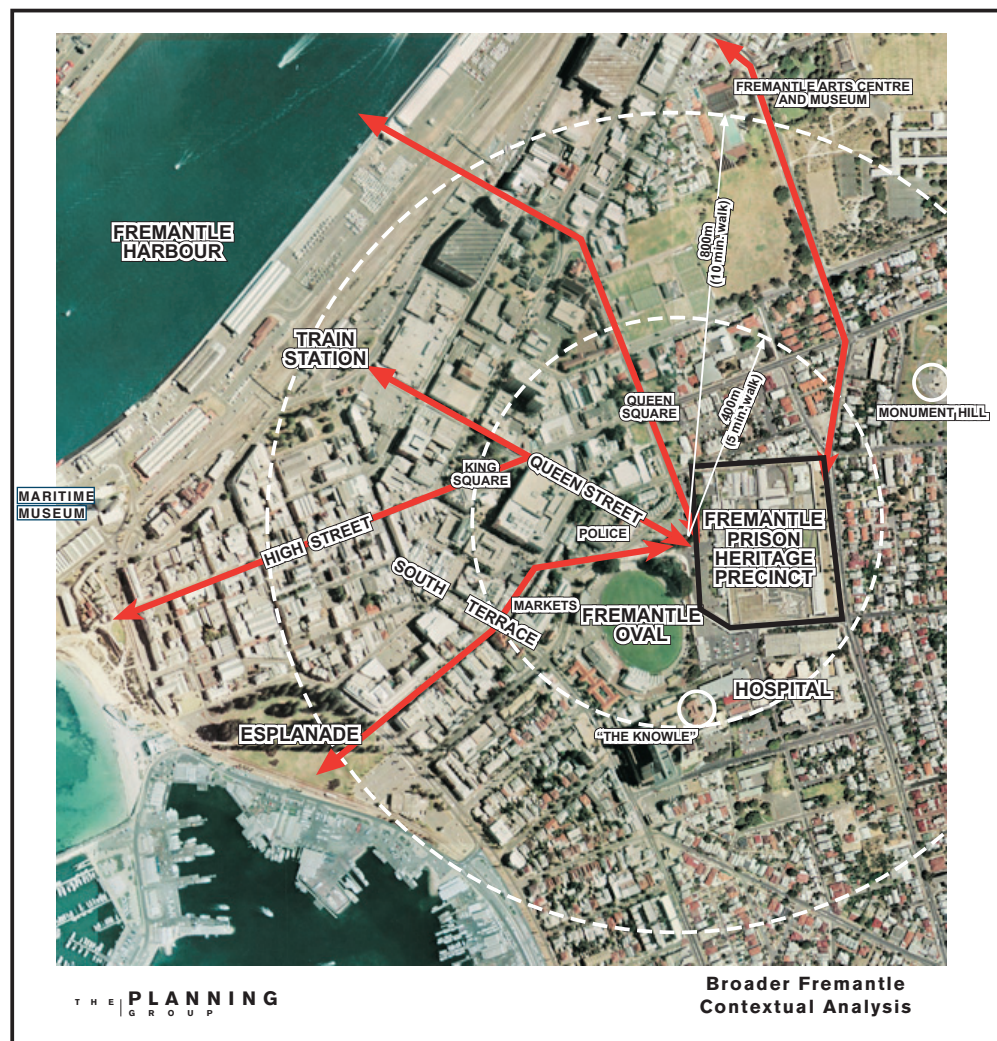 FREMANTLE ARTS CENTRE
AND MUSEUM
FREMANTLE
HARBOUR
800m
(10 min. walk)
TRAIN
STATION
400m
(5 min. walk)
QUEEN
SQUARE
MONUMENT HILL
KING
SQUARE
QUEEN STREET
MARITIME
MUSEUM
HIGH STREET
POLICE
FREMANTLE
PRISON
HERITAGE
PRECINCT
SOUTH TERRACE
MARKETS
FREMANTLE
OVAL
HOSPITAL
ESPLANADE
“THE KNOWLE”
THE PLANNING
GROUP
Broader Fremantle
Contextual Analysis